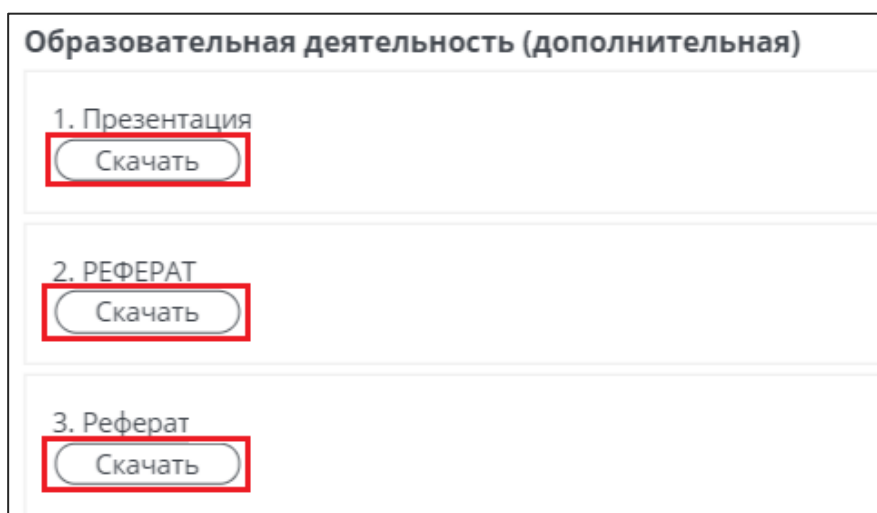 Образовательная деятельность (дополнительная)
1. Презентация
Скачать
2. РЕФЕРАТ
Скачать
3. Реферат
Скачать